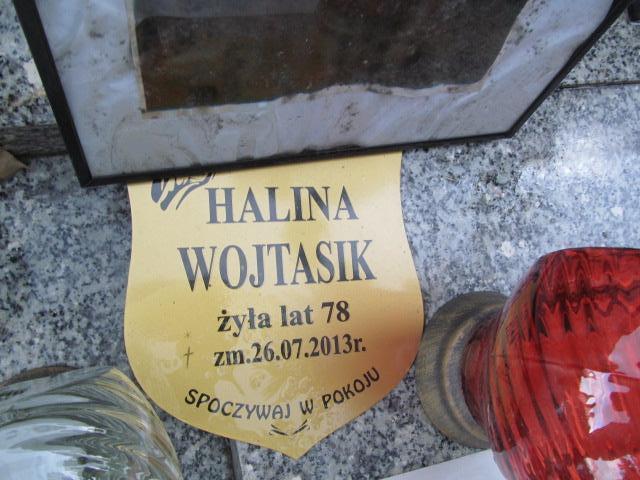 HALINA
WOJTASIK
żyła lat 78
zm.26.07.2013r.
SPOCZYWAJ W POKOJU